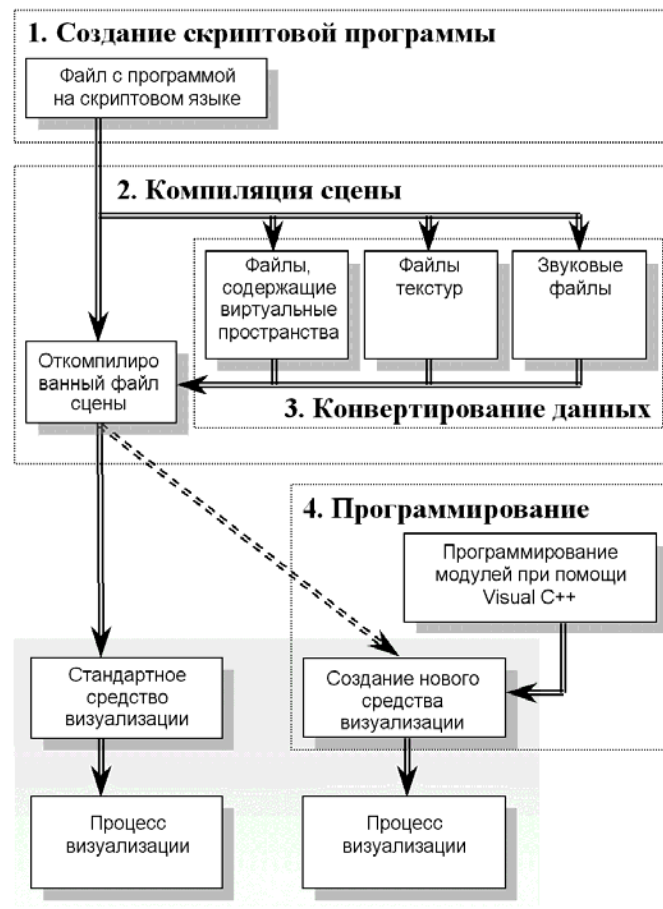 1. Создание скриптовой программы
Файл с программой
на скриптовом языке
2. Компиляция сцены
Файлы,
содержащие
виртуальные
пространства
Файлы
текстур
Звуковые
файлы
Откомпилиро
ванный файл
сцены
3. Конвертирование данных
4. Программирование
Программирование
модулей при помощи
Visual C++
Стандартное
средство
визуализации
Создание нового
средства
визуализации
Процесс
визуализации
Процесс
визуализации